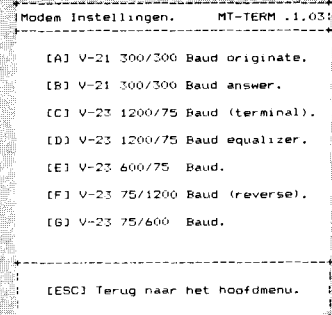 Modem Instellingen. MT-TERM .1.03
[A] V-21 300/300 Baud originate.
[B] V-21 300/300 Baud answer.
[C] V-23 1200/75 Baud (terminal).
[D] V-23 1200/75 Baud equalizer.
[E] V-23 600/75 Baud.
[F] V-23 75/1200 Baud (reverse).
[G] V-23 75/600 Baud.
[ESC] Terug naar het hoofdmenu.